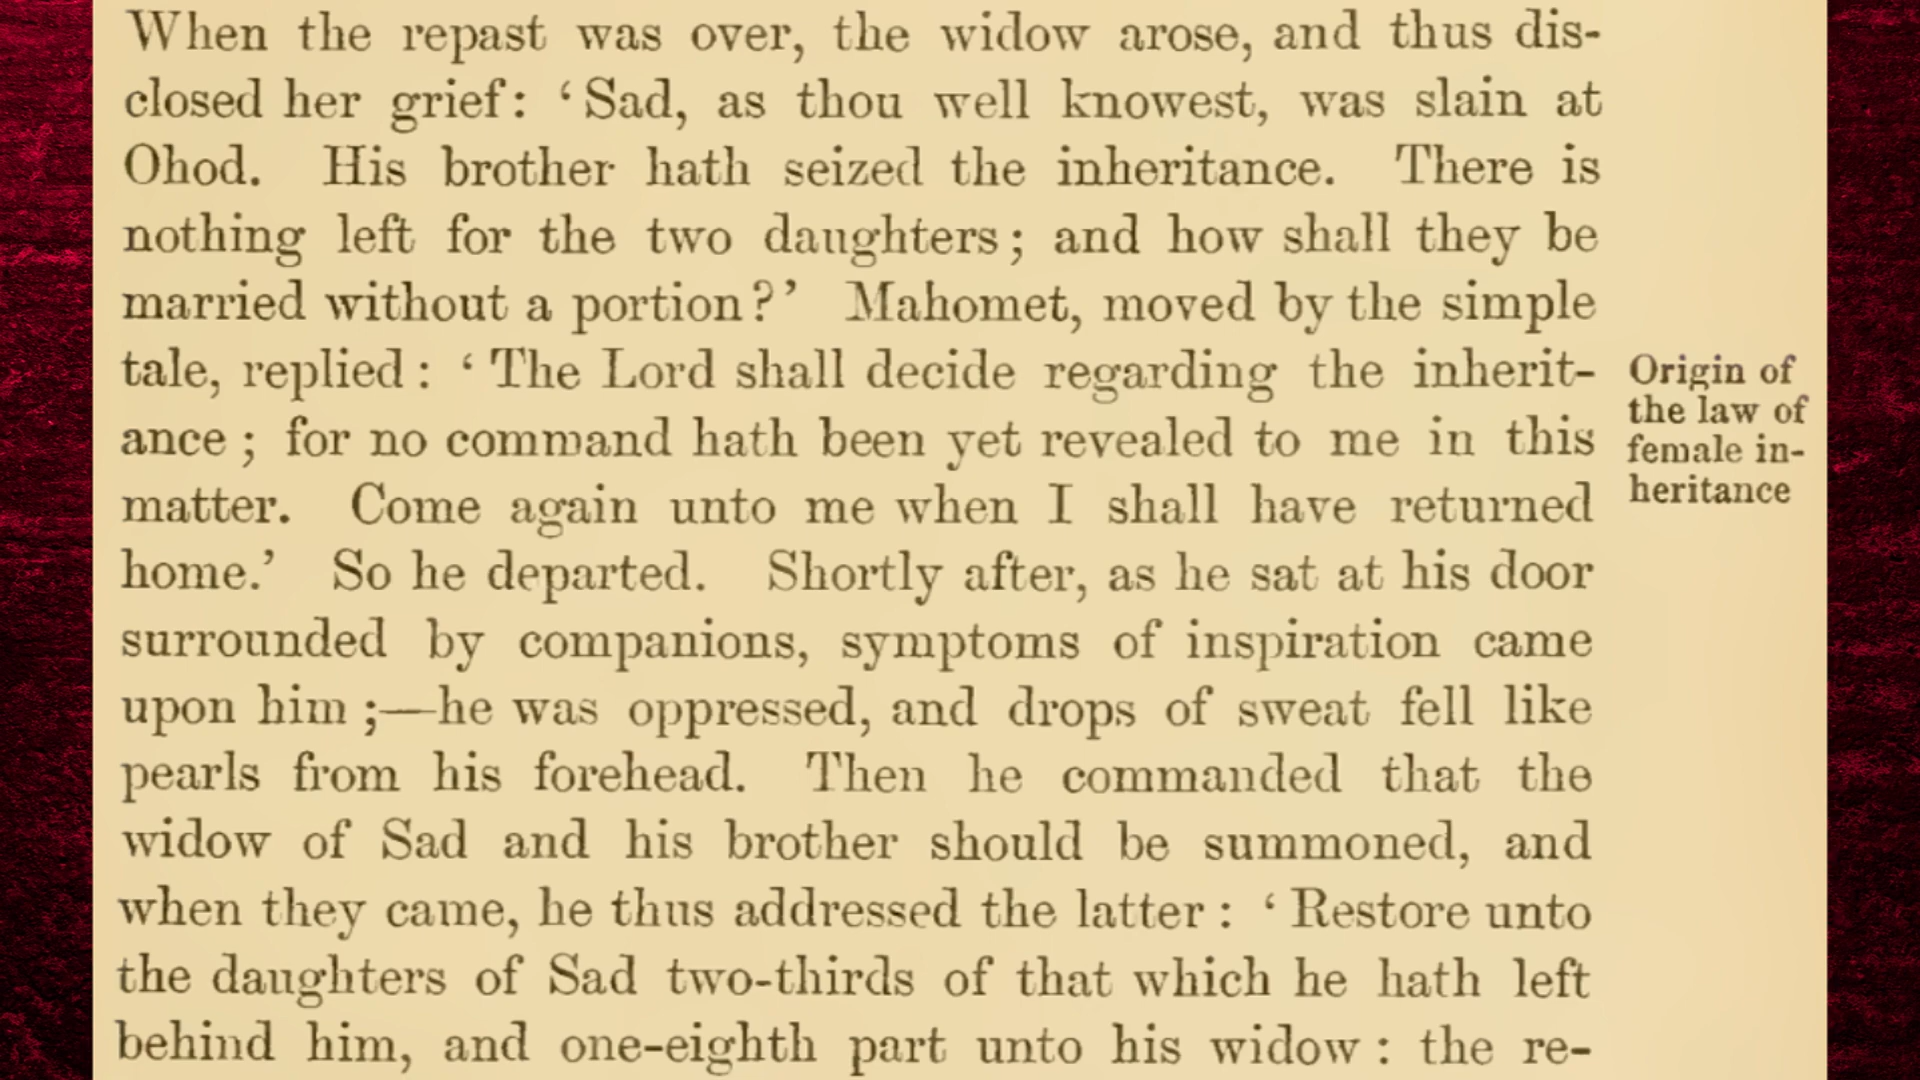 When the repast was over, the widow arose, and thus dis-
closed her grief: ‘Sad, as thou well knowest, was slain at
Ohod. His brother hath seized the inheritance. There is
nothing left for the two daughters; and how shall they be
married without a portion?’ Mahomet, moved by the simple
tale, replied: ‘The Lord shall decide regarding the inherit-
ance; for no command hath been yet revealed to me in this
matter. Come again unto me when I shall have returned
home.’ So he departed. Shortly after, as he sat at his door
surrounded by companions, symptoms of inspiration came
upon him;—he was oppressed, and drops of sweat fell like
pearls from his forehead. Then he commanded that the
widow of Sad and his brother should be summoned, and
when they came, he thus addressed the latter: ‘Restore unto
the daughters of Sad two-thirds of that which he hath left
behind him, and one-eighth part unto his widow: the re-
Origin of
the law of
female in-
heritance